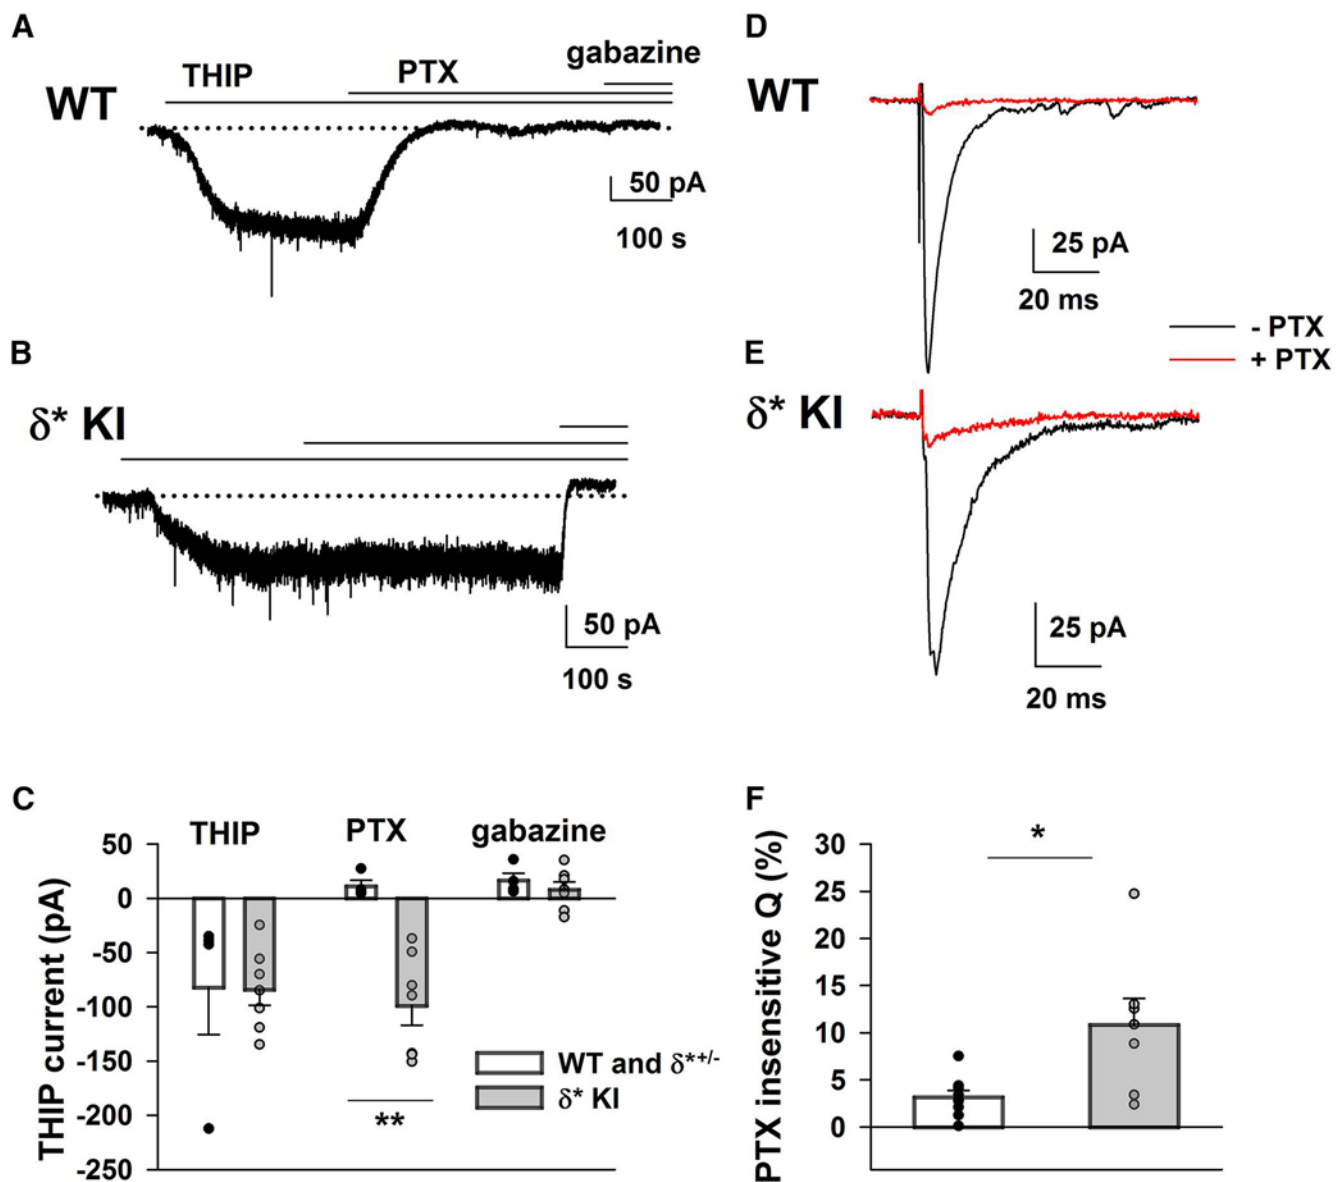 A
THIP
PTX
gabazine
WT
50 pA
100 s
B
δ* KI
50 pA
100 s
C
THIP
PTX
gabazine
THIP current (pA)
50
0
-50
-100
-150
-200
-250
**
WT and δ*+/-
δ* KI
D
WT
25 pA
20 ms
- PTX
+ PTX
E
δ* KI
25 pA
20 ms
F
PTX insensitive Q (%)
30
25
20
15
10
5
0
*